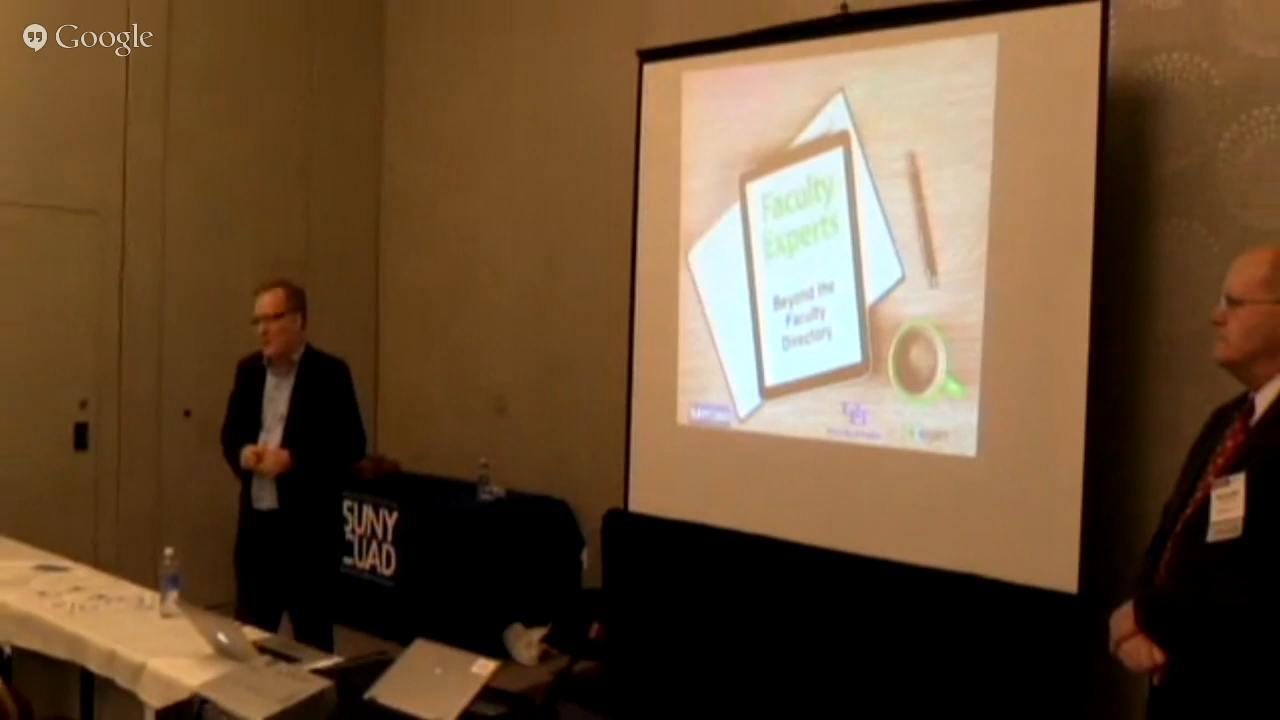 Google
Faculty
Experts
Beyond the
Faculty
Directory
SUNY
CUAD